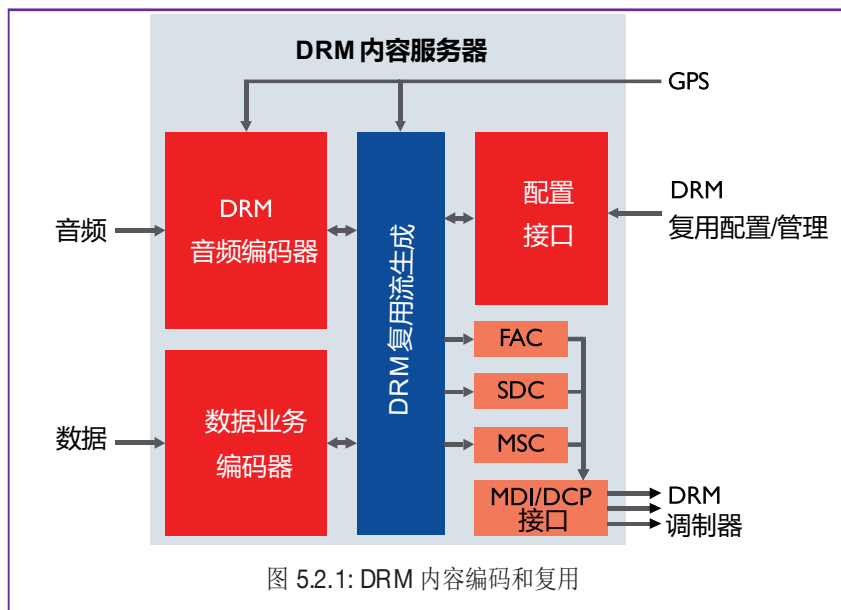 DRM 内容服务器
GPS
DRM
音频编码器
音频
DRM 复用流生成
配置
接口
DRM
复用配置/管理
FAC
SDC
MSC
数据
数据业务
编码器
MDI/DCP
接口
DRM
调制器
图 5.2.1: DRM 内容编码和复用